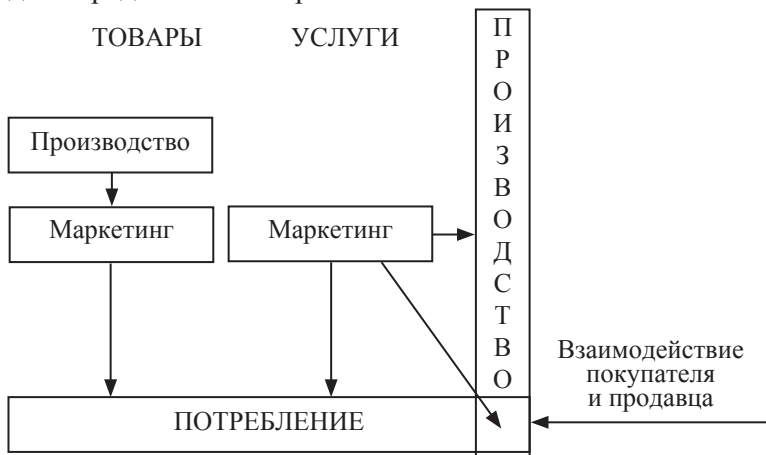 ТОВАРЫ УСЛУГИ
ПРОИЗВОДСТВО
Производство
Маркетинг Маркетинг
Взаимодействие
покупателя
и продавца
ПОТРЕБЛЕНИЕ